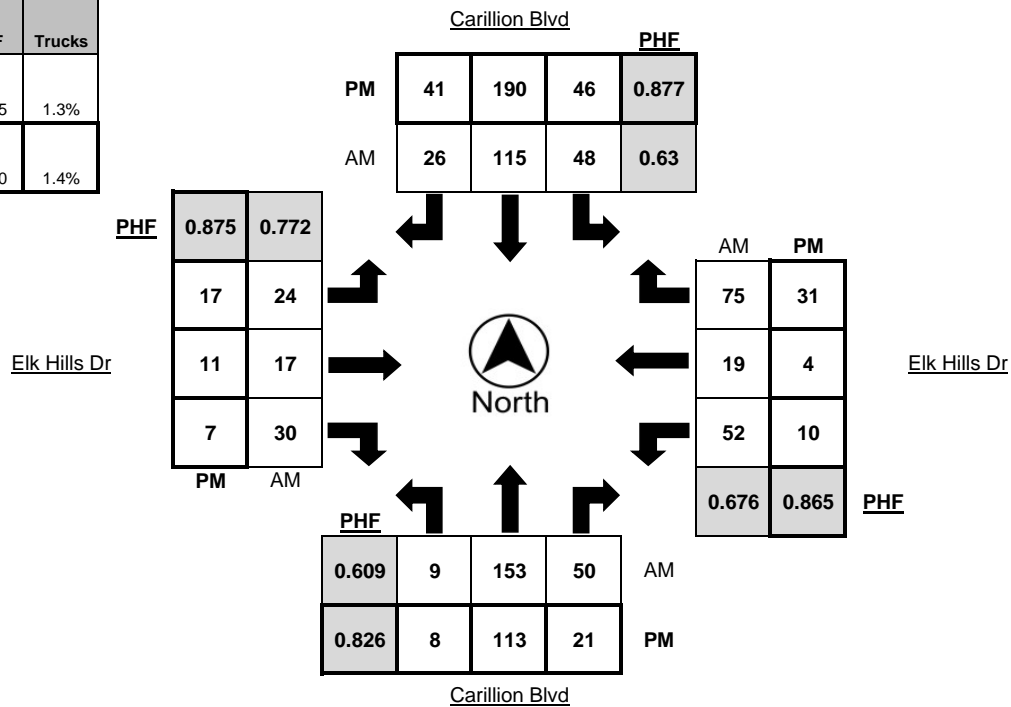 Carillion Blvd
Trucks
PHF
PM 41 190 46 0.877
1.3%
AM 26 115 48 0.63
1.4%
PHF 0.875 0.772
AM PM
17 24
75 31
Elk Hills Dr 11 17
19 4 Elk Hills Dr
North
7 30
52 10
PM AM
0.676 0.865 PHF
PHF
0.609 9 153 50 AM
0.826 8 113 21 PM
Carillion Blvd